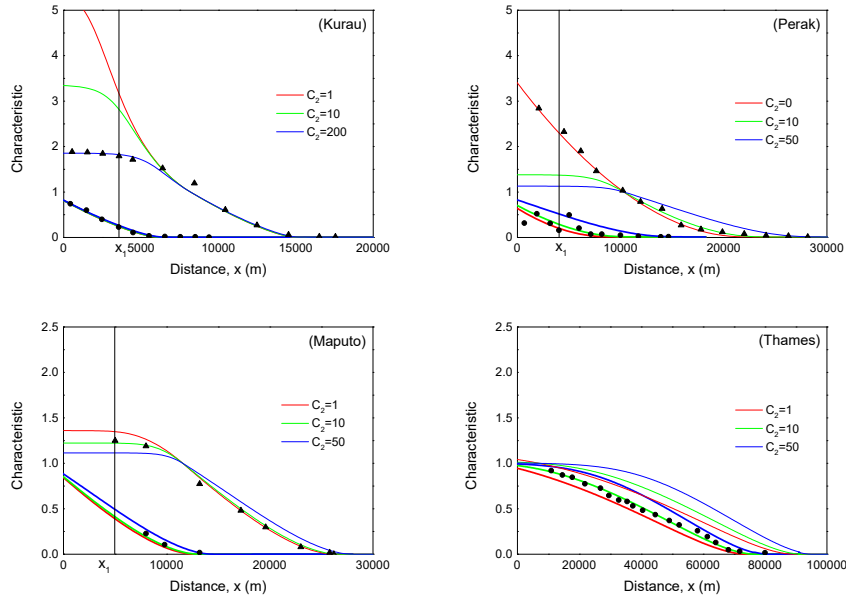 (Kurau)
5
4
3
2
1
0
Characteristic
C2=1
C2=10
C2=200
0
x1
5000
10000
15000
20000
Distance, x (m)
(Perak)
5
4
3
2
1
0
Characteristic
C2=0
C2=10
C2=50
0
x1
10000
20000
30000
Distance, x (m)
(Maputo)
2.5
2.0
1.5
1.0
0.5
0.0
Characteristic
C2=1
C2=10
C2=50
0
x1
10000
20000
30000
Distance, x (m)
(Thames)
2.5
2.0
1.5
1.0
0.5
0.0
Characteristic
C2=1
C2=10
C2=50
0
20000
40000
60000
80000
100000
Distance, x (m)